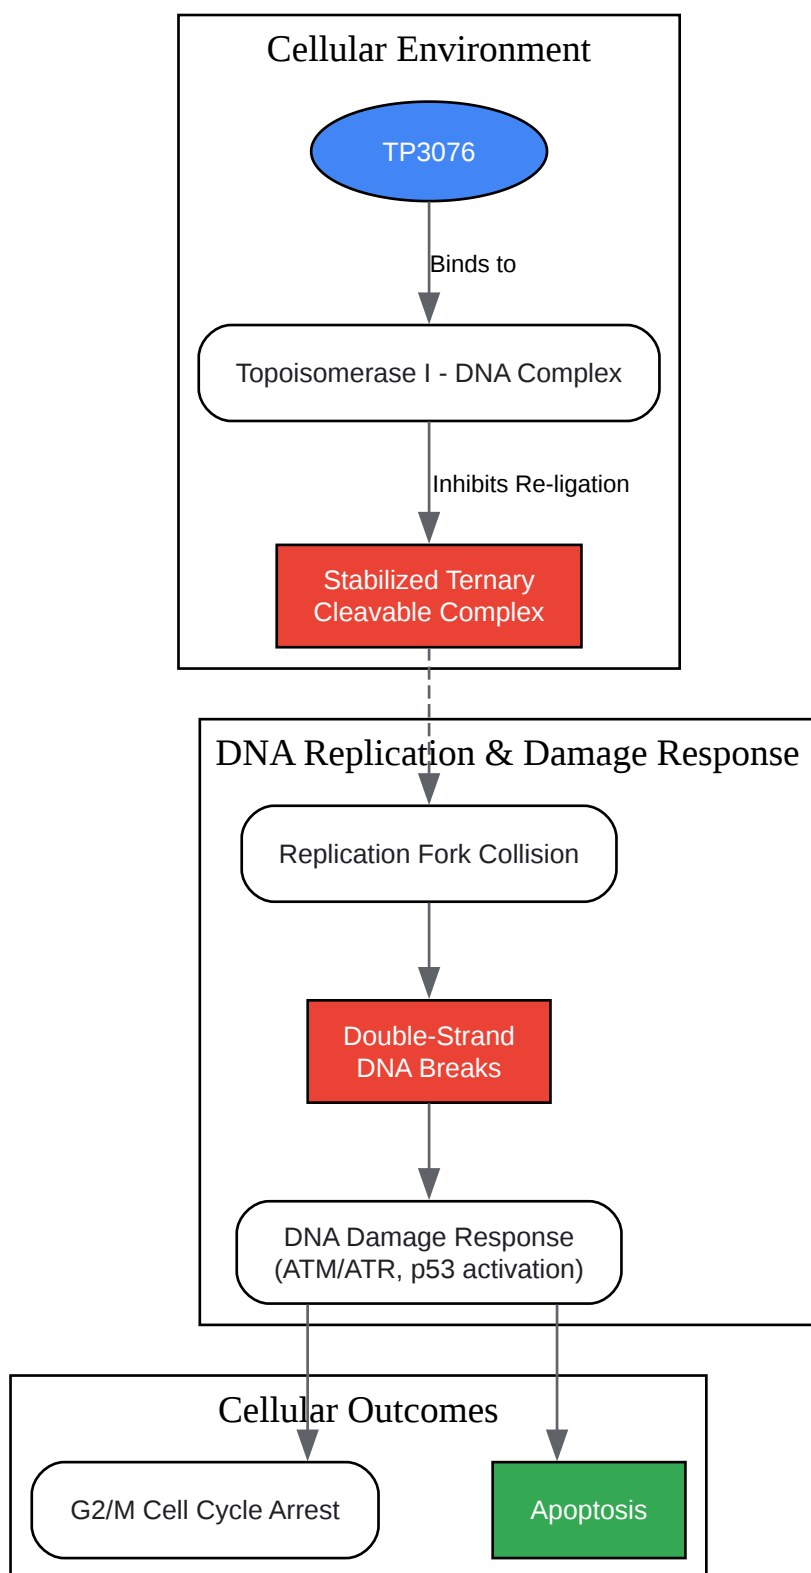 Cellular Environment
TP3076
Binds to
Topoisomerase I - DNA Complex
Inhibits Re-ligation
Stabilized Ternary
Cleavable Complex
DNA Replication & Damage Response
Replication Fork Collision
Double-Strand
DNA Breaks
DNA Damage Response
(ATM/ATR, p53 activation)
Cellular Outcomes
G2/M Cell Cycle Arrest
Apoptosis